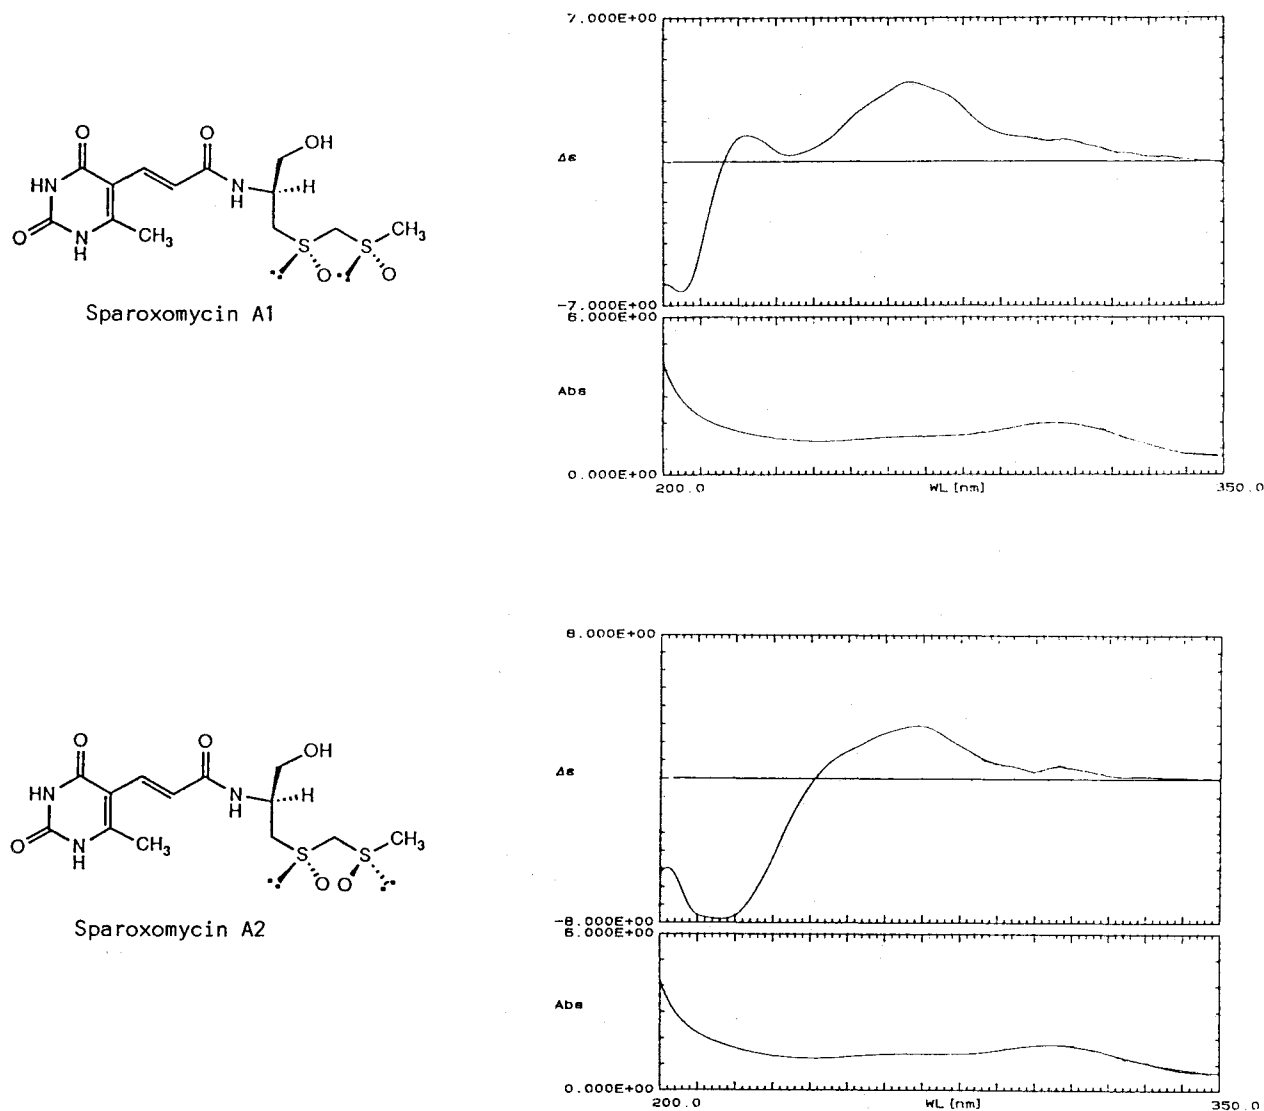 O
O
OH
HN
N
H
H
O
N
H
CH₃
S
S
CH₃
O
O
Sparoxomycin A1
7.000E+00
Δε
-7.000E+00
6.000E+00
Abs
0.000E+00
200.0
WL [nm]
350.0
O
O
OH
HN
N
H
H
O
N
H
CH₃
S
S
CH₃
O
O
Sparoxomycin A2
8.000E+00
Δε
-8.000E+00
6.000E+00
Abs
0.000E+00
200.0
WL [nm]
350.0